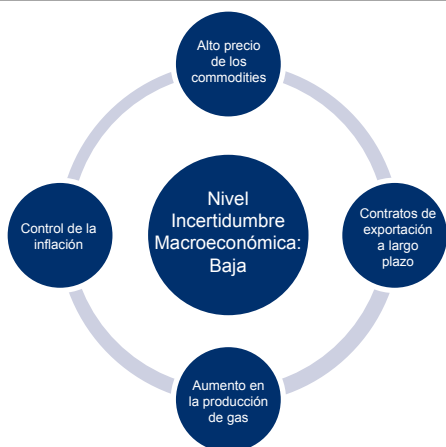 Alto precio
de los
commodities
Nivel
Incertidumbre
Macroeconómica:
Baja
Control de la
inflación
Contratos de
exportación
a largo
plazo
Aumento en
la producción
de gas